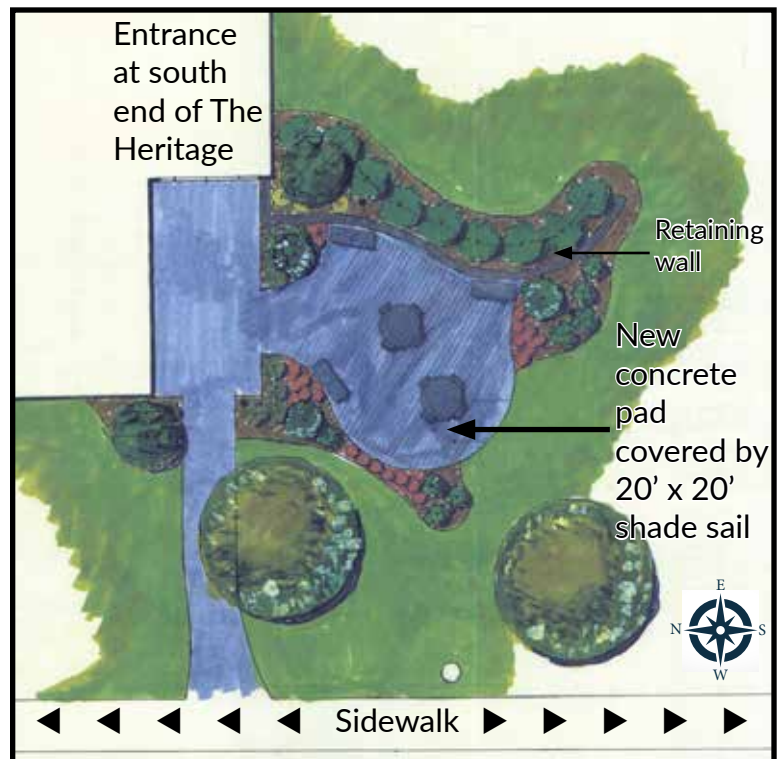 Entrance
at south
end of The
Heritage
Retaining
wall
New
concrete
pad
covered by
20’ x 20’
shade sail
E
N S
W
Sidewalk